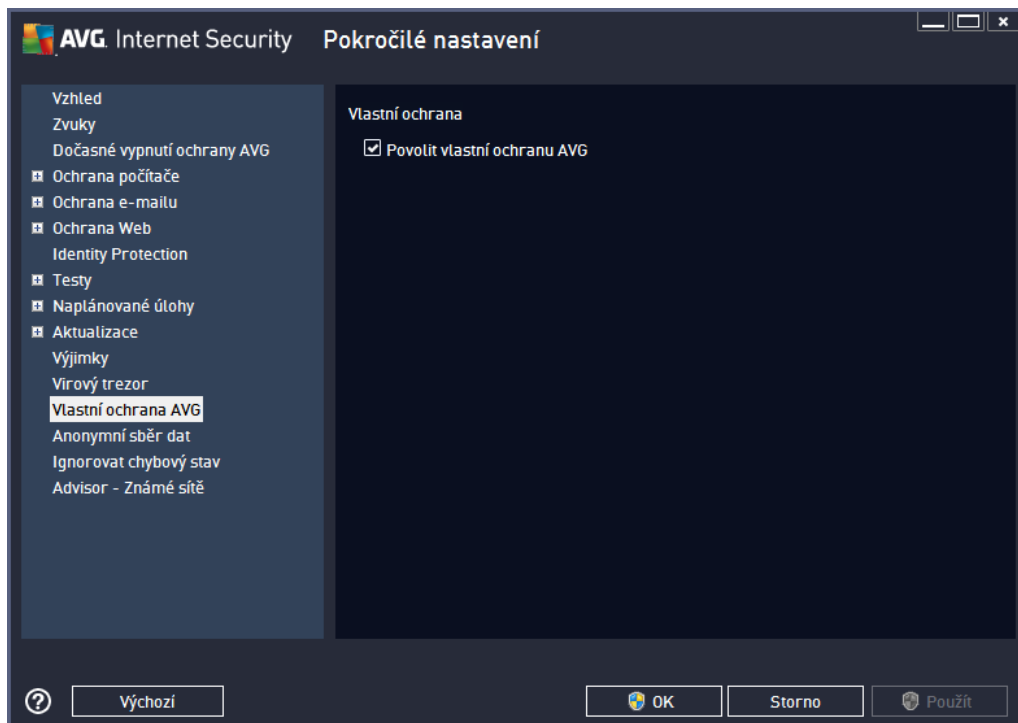 AVG. Internet Security Pokročilé nastavení
Vzhled
Zvuky
Dočasné vypnutí ochrany AVG
Ochrana počítače
Ochrana e-mailu
Ochrana Web
Identity Protection
Testy
Naplánované úlohy
Aktualizace
Výjimky
Virový trezor
Vlastní ochrana AVG
Anonymní sběr dat
Ignorovat chybový stav
Advisor - Známé sítě
Vlastní ochrana
Povolit vlastní ochranu AVG
Výchozí
OK
Storno
Použít